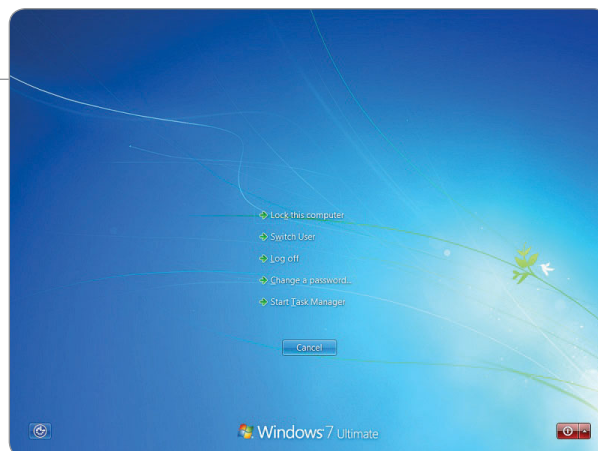 Lock this computer
Switch User
Log off
Change a password...
Start Task Manager
Cancel
Windows 7 Ultimate